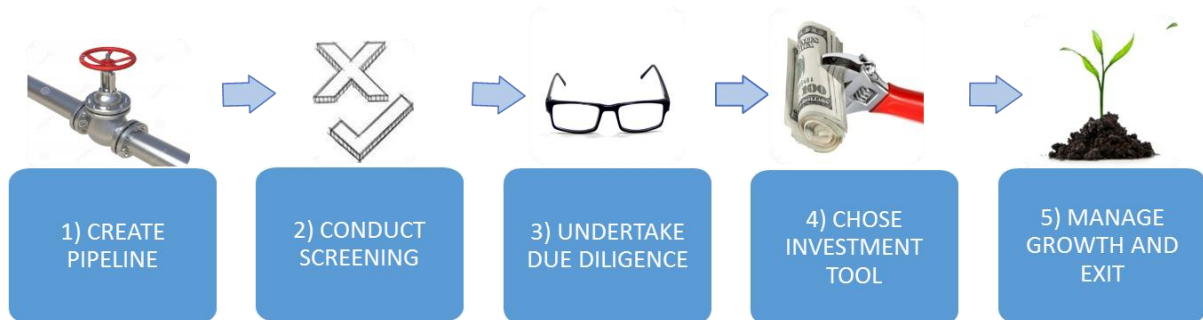 1) CREATE
PIPELINE
2) CONDUCT
SCREENING
3) UNDERTAKE
DUE DILIGENCE
4) CHOSE
INVESTMENT
TOOL
5) MANAGE
GROWTH AND
EXIT
100